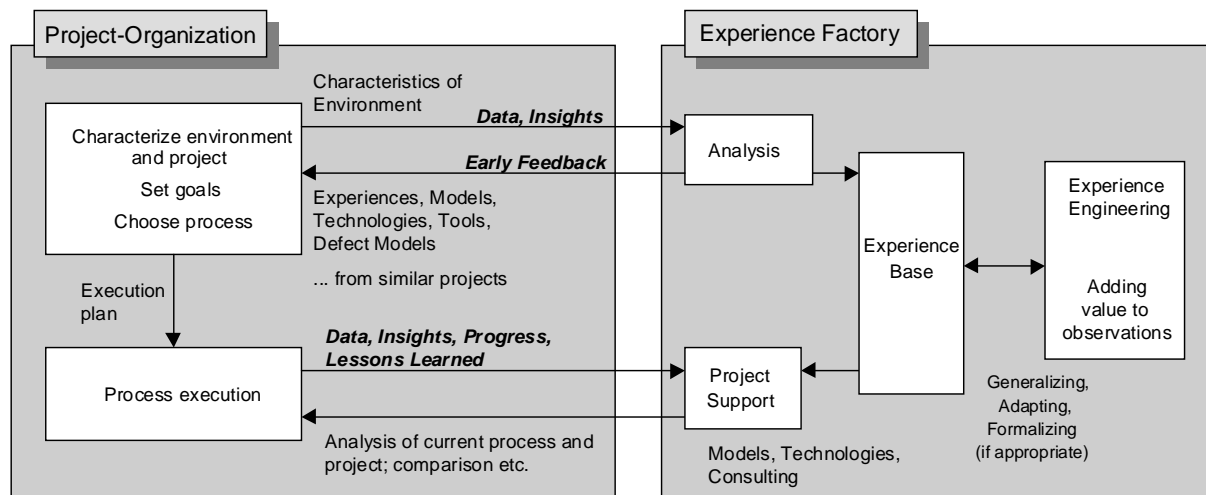 Project-Organization
Experience Factory
Characteristics of
Environment
Characterize environment
and project
Set goals
Choose process
Data, Insights
Early Feedback
Experiences, Models,
Technologies, Tools,
Defect Models
... from similar projects
Execution
plan
Data, Insights, Progress,
Lessons Learned
Process execution
Analysis of current process and
project; comparison etc.
Analysis
Experience
Base
Experience
Engineering
Adding
value to
observations
Project
Support
Models, Technologies,
Consulting
Generalizing,
Adapting,
Formalizing
(if appropriate)